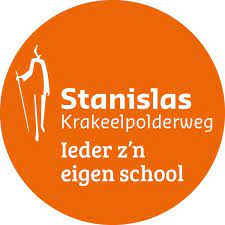 Stanislas
Krakeelpolderweg
Ieder z'n
eigen school